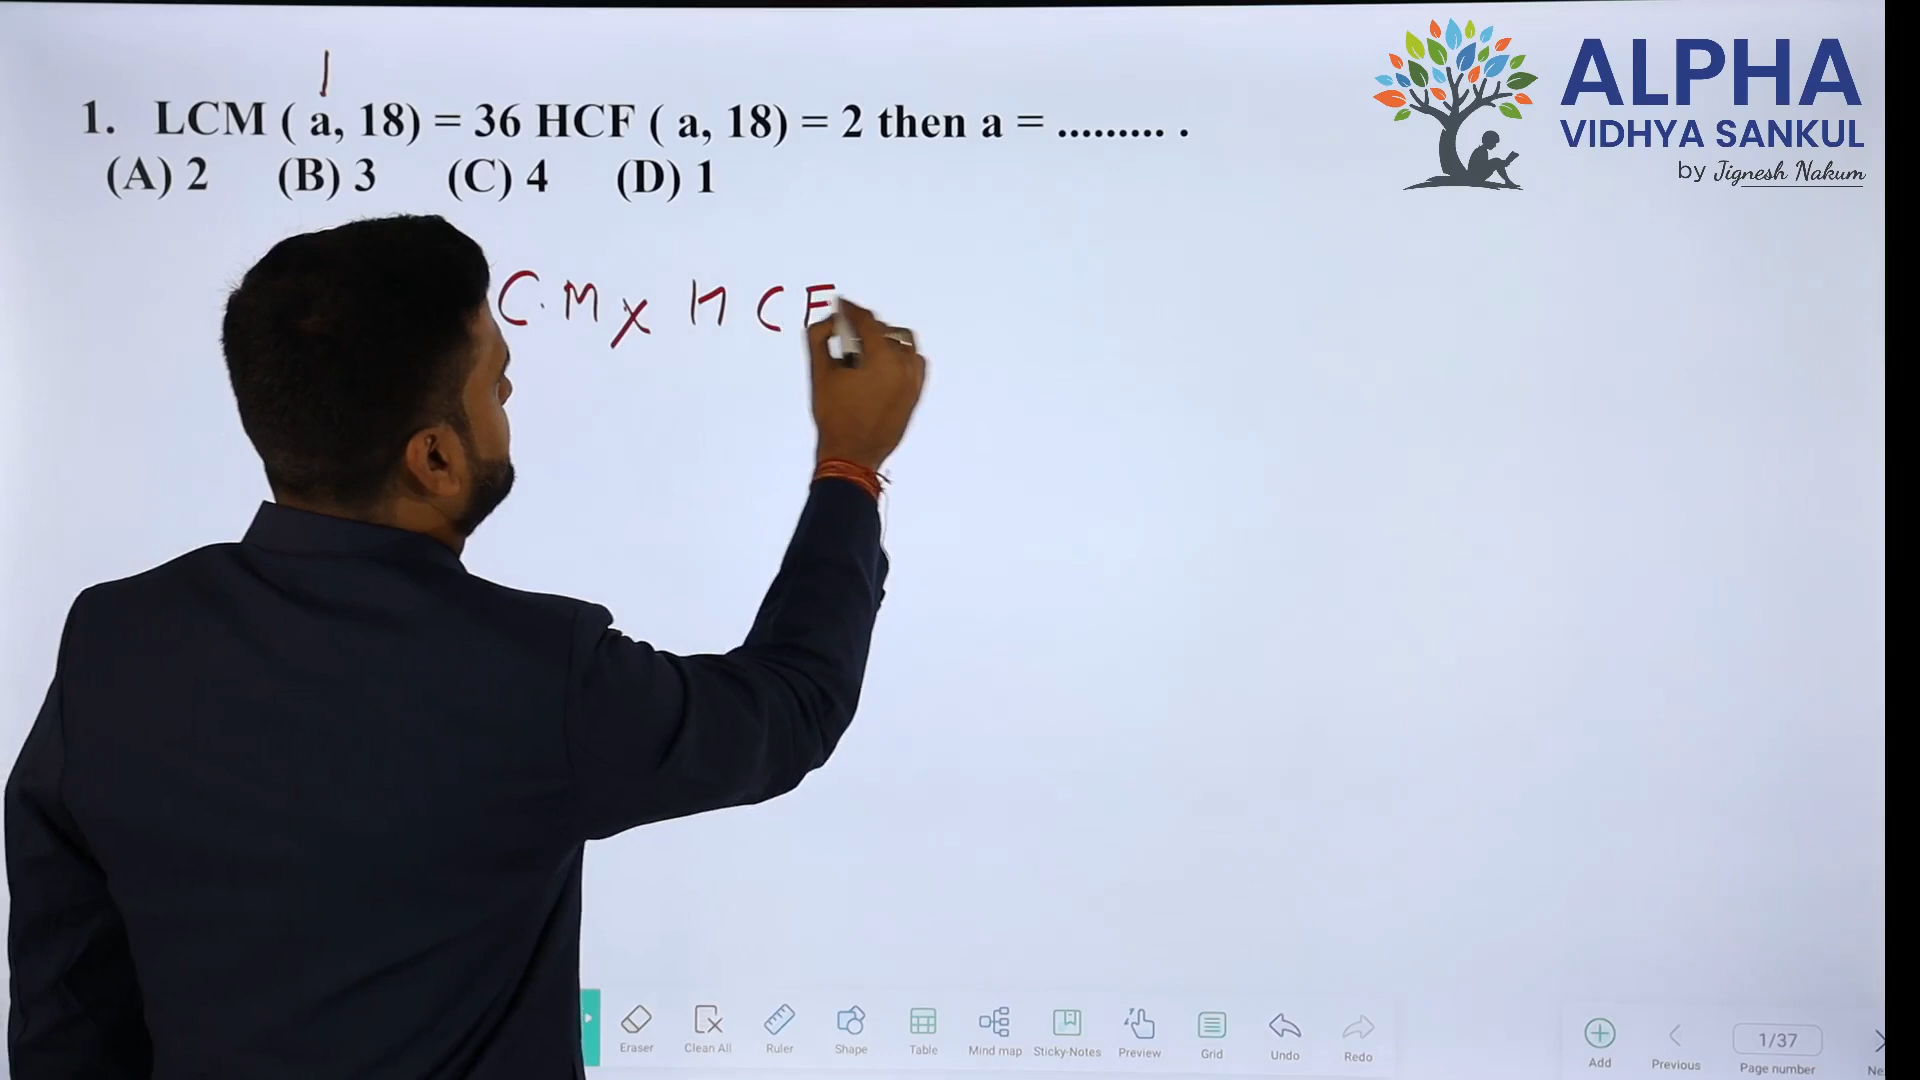 1. LCM ( a, 18) = 36 HCF ( a, 18) = 2 then a = ......... .
(A) 2 (B) 3 (C) 4 (D) 1
C.M x H C F
ALPHA
VIDHYA SANKUL
by Jignesh Nakum
Eraser Clean All Ruler Shape Table Mind map Sticky-Notes Preview Grid Undo Redo Add Previous 1/37 Page number